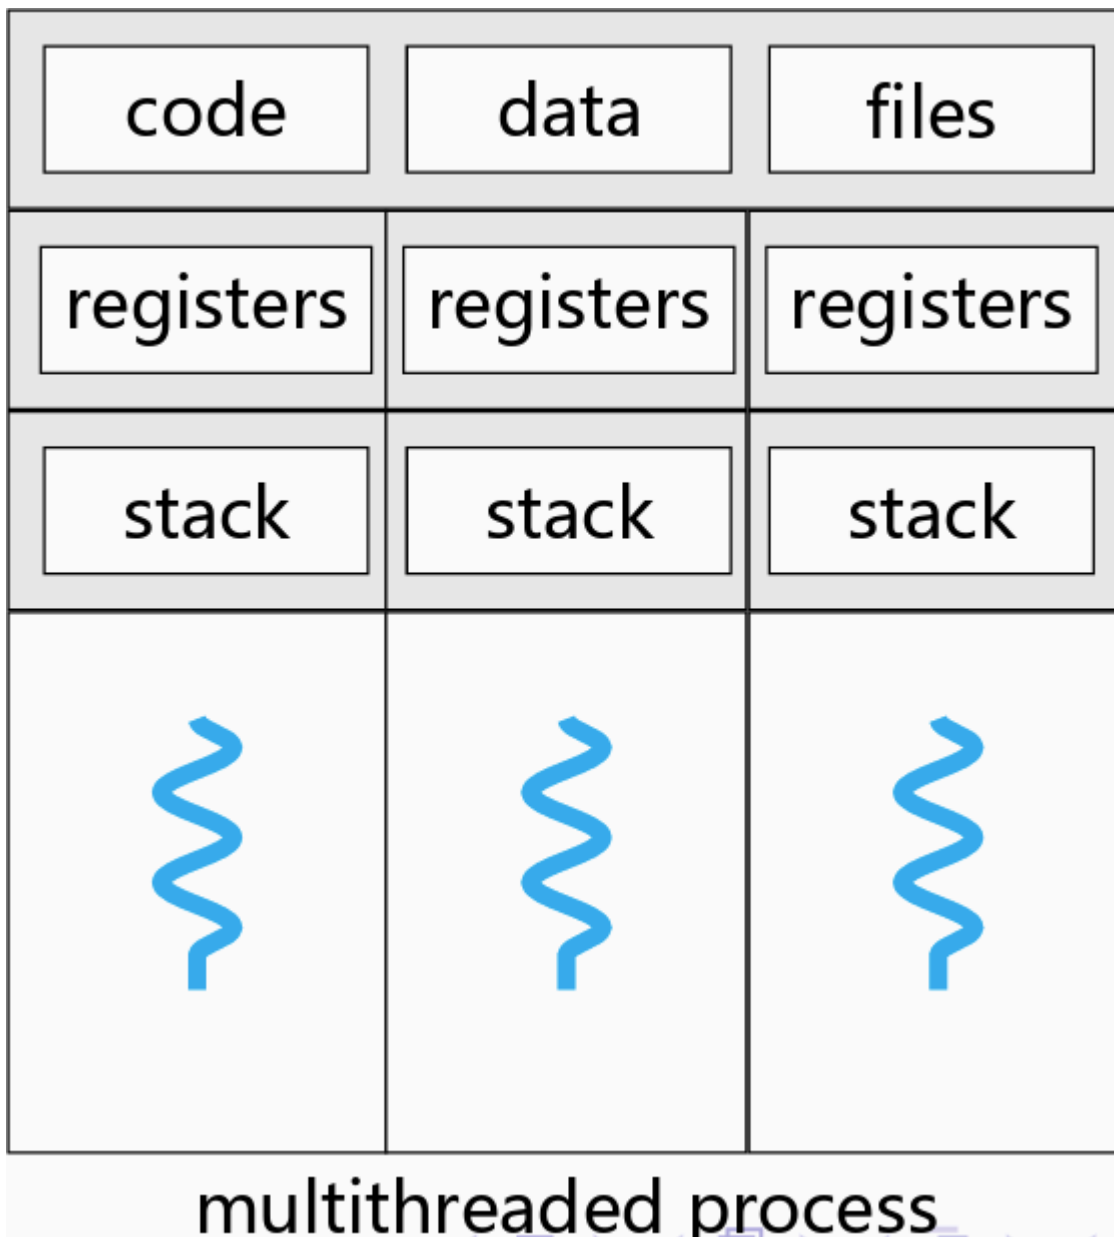 code data files
registers registers registers
stack stack stack
multithreaded process